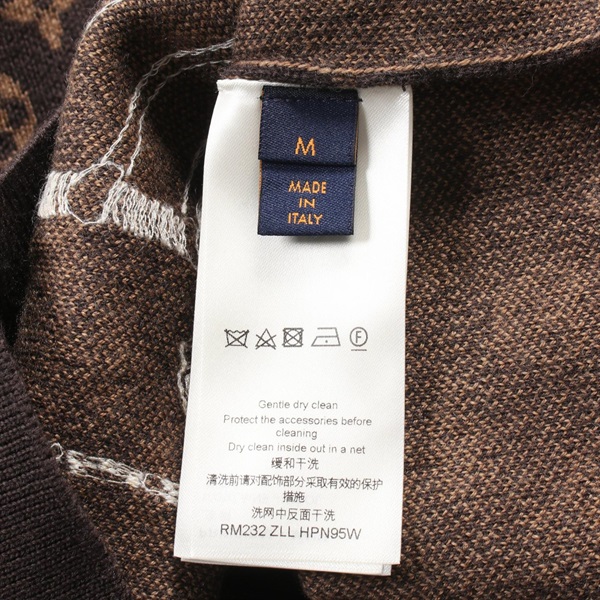 M
MADE
IN
ITALY
F
Gentle dry clean
Protect the accessories before
cleaning
Dry clean inside out in a net
缓和干洗
清洗前请对配饰部分采取有效的保护
措施
洗网中反面干洗
RM232 ZLL HPN95W